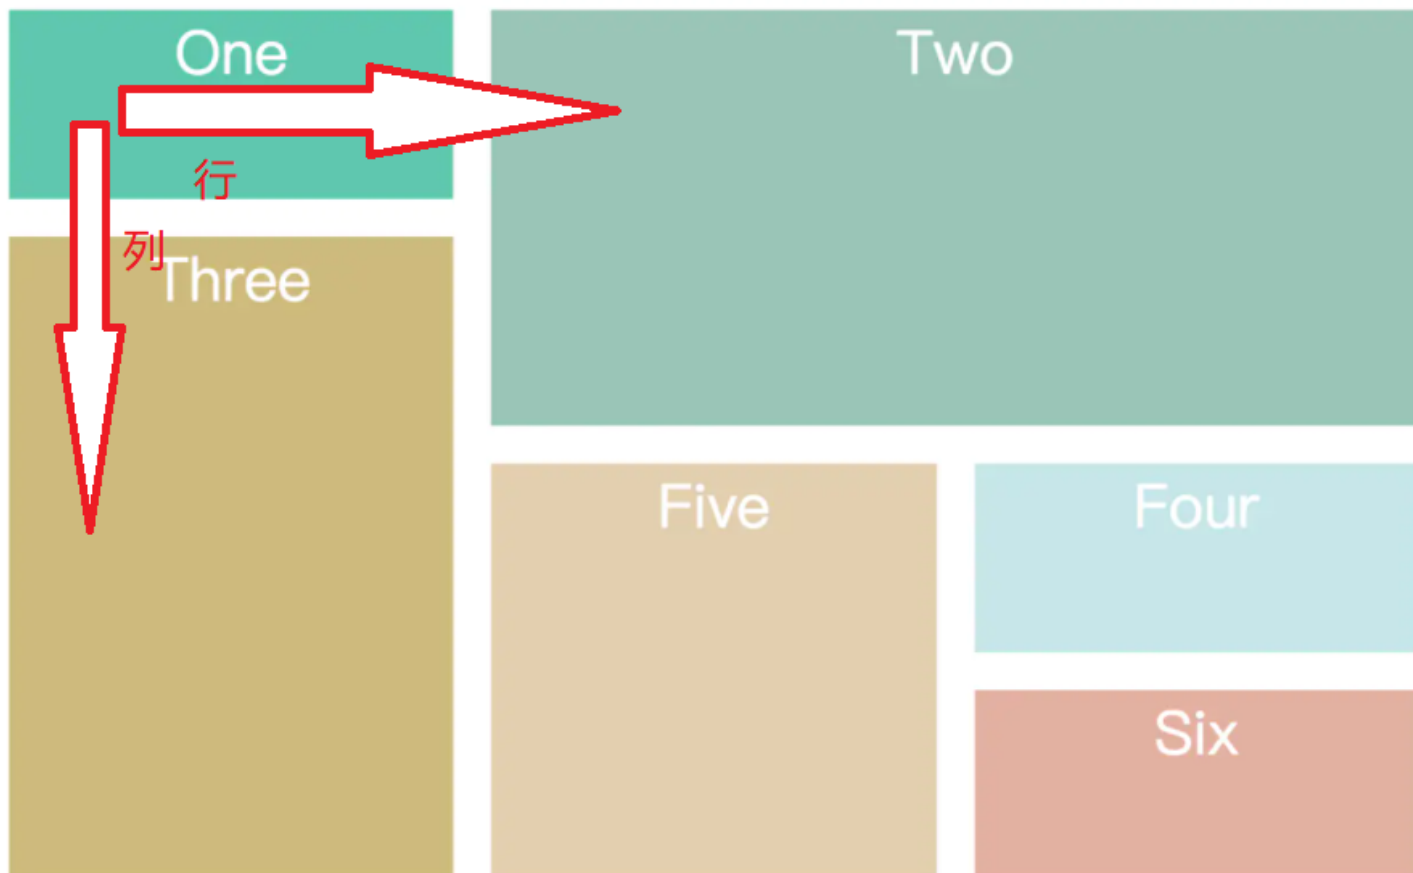 One
Two
行
列
Three
Five
Four
Six